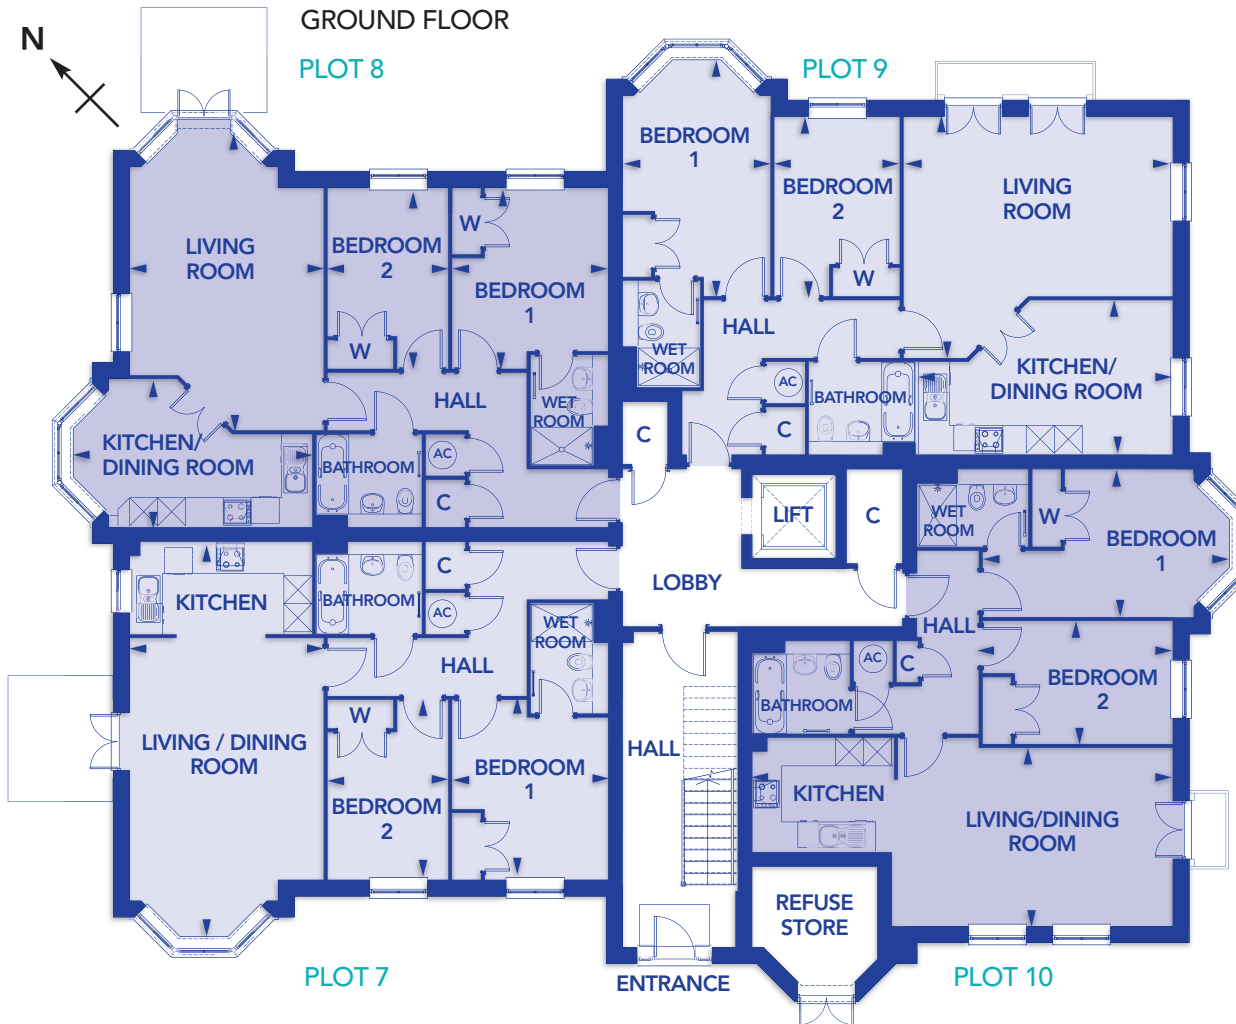 GROUND FLOOR
N
PLOT 8
PLOT 9
BEDROOM
1
BEDROOM
2
LIVING
ROOM
W
LIVING
ROOM
BEDROOM
2
W
BEDROOM
1
W
HALL
WET
ROOM
AC
C
BATHROOM
KITCHEN/
DINING ROOM
KITCHEN/
DINING ROOM
BATHROOM
HALL
AC
C
WET
ROOM
C
LIFT
C
WET
ROOM
W
BEDROOM
1
LOBBY
KITCHEN
BATHROOM
C
AC
HALL
WET
ROOM
HALL
C
AC
BATHROOM
BEDROOM
2
LIVING / DINING
ROOM
W
BEDROOM
2
BEDROOM
1
HALL
KITCHEN
LIVING/DINING
ROOM
REFUSE
STORE
PLOT 7
ENTRANCE
PLOT 10